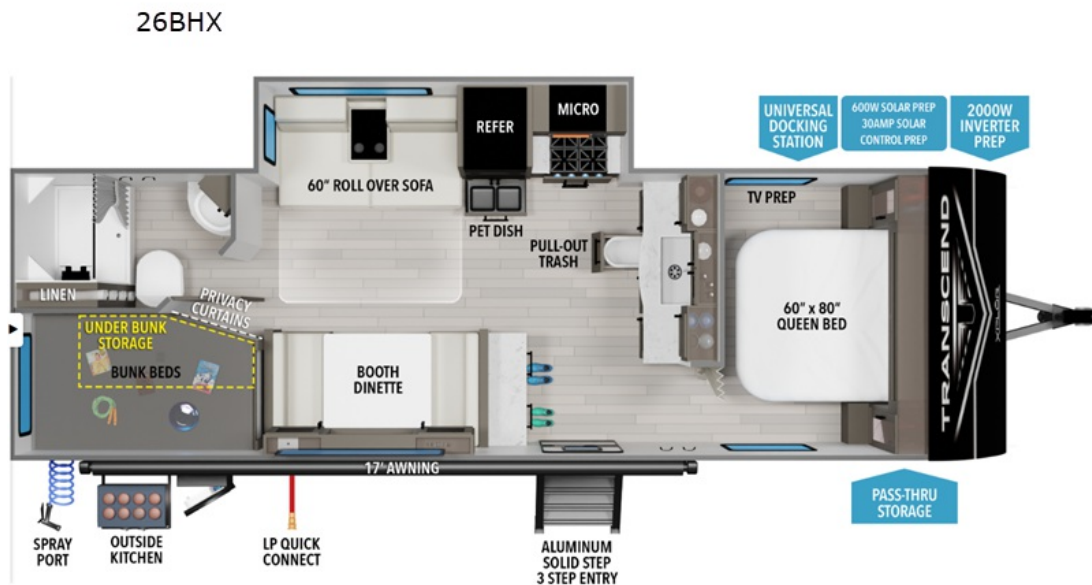 26BHX
UNIVERSAL
DOCKING
STATION
600W SOLAR PREP
30AMP SOLAR
CONTROL PREP
2000W
INVERTER
PREP
MICRO
REFER
60" ROLL OVER SOFA
PET DISH
TV PREP
PULL-OUT
TRASH
LINEN
PRIVACY
CURTAINS
UNDER BUNK
STORAGE
BUNK BEDS
BOOTH
DINETTE
60" x 80"
QUEEN BED
TRANSCEND
XPLOR
17' AWNING
PASS-THRU
STORAGE
SPRAY
PORT
OUTSIDE
KITCHEN
LP QUICK
CONNECT
ALUMINUM
SOLID STEP
3 STEP ENTRY